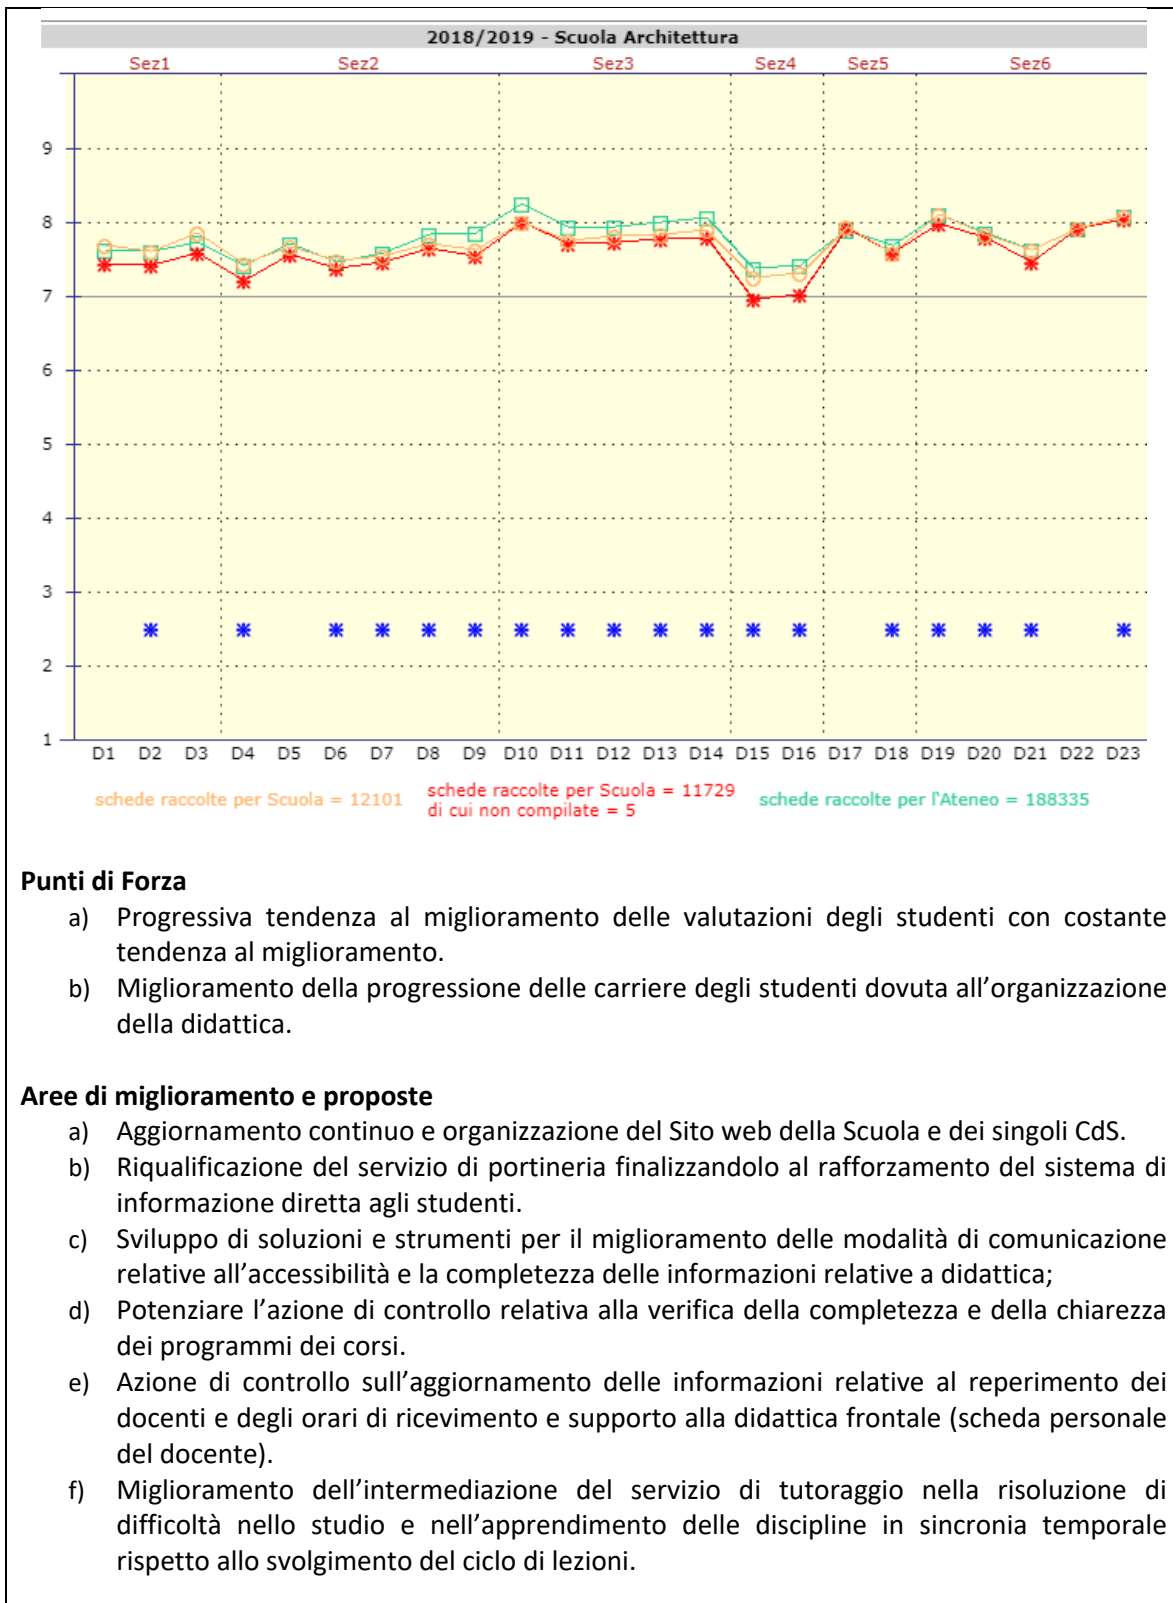 2018/2019 - Scuola Architettura
Sez1 Sez2 Sez3 Sez4 Sez5 Sez6
9
8
7
6
5
4
3
2
1
D1 D2 D3 D4 D5 D6 D7 D8 D9 D10 D11 D12 D13 D14 D15 D16 D17 D18 D19 D20 D21 D22 D23
schede raccolte per Scuola = 12101
schede raccolte per Scuola = 11729
di cui non compilate = 5
schede raccolte per l'Ateneo = 188335
Punti di Forza
a) Progressiva tendenza al miglioramento delle valutazioni degli studenti con costante
tendenza al miglioramento.
b) Miglioramento della progressione delle carriere degli studenti dovuta all’organizzazione
della didattica.
Aree di miglioramento e proposte
a) Aggiornamento continuo e organizzazione del Sito web della Scuola e dei singoli CdS.
b) Riqualificazione del servizio di portineria finalizzandolo al rafforzamento del sistema di
informazione diretta agli studenti.
c) Sviluppo di soluzioni e strumenti per il miglioramento delle modalità di comunicazione
relative all’accessibilità e la completezza delle informazioni relative a didattica;
d) Potenziare l’azione di controllo relativa alla verifica della completezza e della chiarezza
dei programmi dei corsi.
e) Azione di controllo sull’aggiornamento delle informazioni relative al reperimento dei
docenti e degli orari di ricevimento e supporto alla didattica frontale (scheda personale
del docente).
f) Miglioramento dell’intermediazione del servizio di tutoraggio nella risoluzione di
difficoltà nello studio e nell’apprendimento delle discipline in sincronia temporale
rispetto allo svolgimento del ciclo di lezioni.